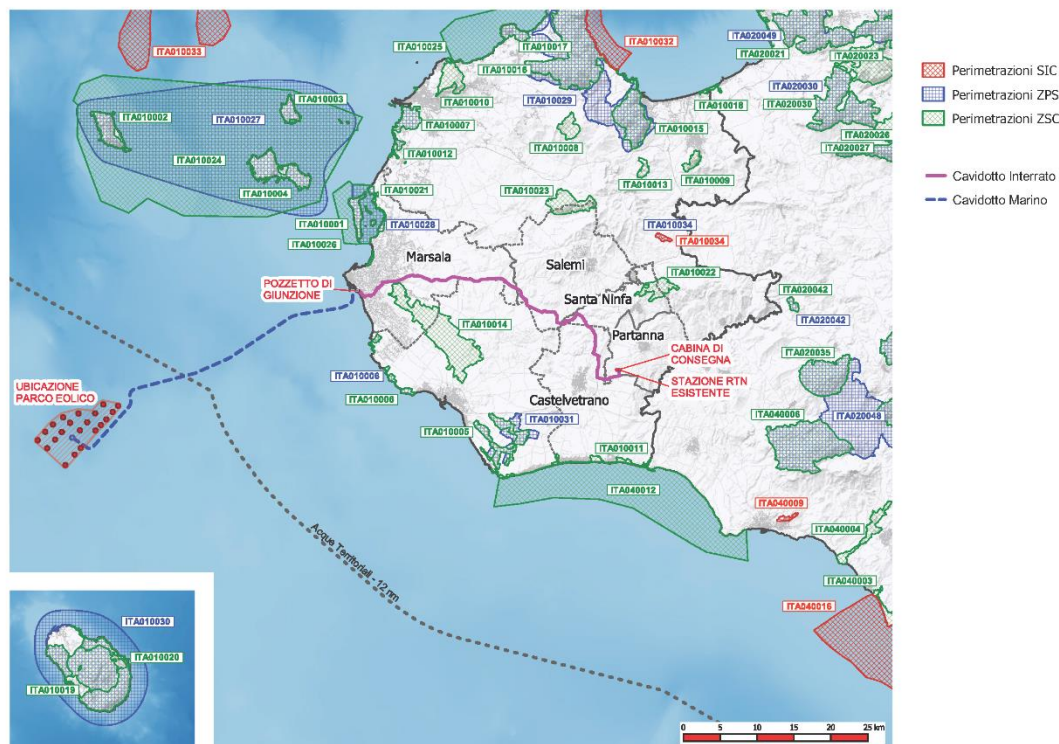 ITA010033
ITA010025
ITA010017
ITA010032
ITA020049
ITA020021
ITA020023
ITA010016
ITA010010
ITA010029
ITA020030
ITA010018
ITA020030
ITA010002
ITA010003
ITA010027
ITA010007
ITA010008
ITA010015
ITA020026
ITA020027
ITA010012
ITA010024
ITA010013
ITA010009
ITA010004
ITA010021
ITA010023
ITA010001
ITA010028
ITA010034
ITA010034
ITA010026
Marsala
Salemi
ITA010022
POZZETTO DI
GIUNZIONE
Santa Ninfa
ITA020042
ITA020042
ITA010014
Partanna
CABINA DI
CONSEGNA
ITA020035
STAZIONE RTN
ESISTENTE
UBICAZIONE
PARCO EOLICO
ITA010006
ITA010006
Castelvetrano
ITA040006
ITA020048
ITA010031
ITA010005
ITA010011
ITA040012
ITA040009
ITA040004
Acque Territoriali - 12 nm
ITA040003
ITA040016
ITA010030
ITA010020
ITA010019
0 5 10 15 20 25 km
Perimetrazioni SIC
Perimetrazioni ZPS
Perimetrazioni ZSC
Cavidotto Interrato
Cavidotto Marino